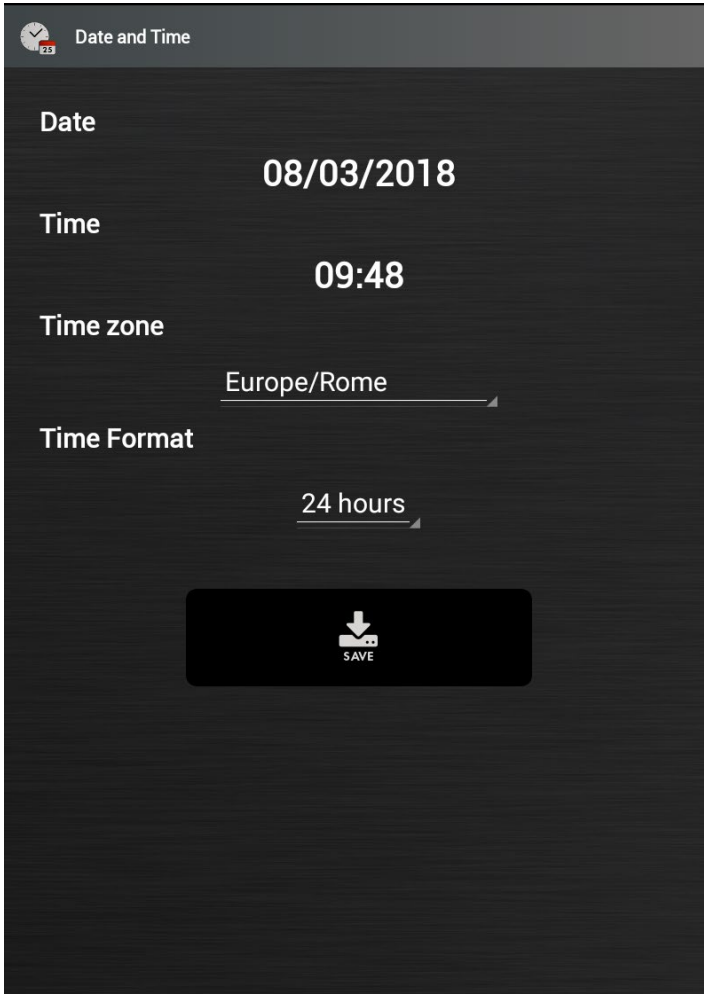 25
Date and Time
Date
08/03/2018
Time
09:48
Time zone
Europe/Rome
Time Format
24 hours
SAVE